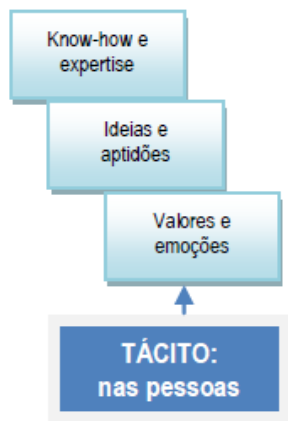 Know-how e
expertise
Ideias e
aptidões
Valores e
emoções
TÁCITO:
nas pessoas